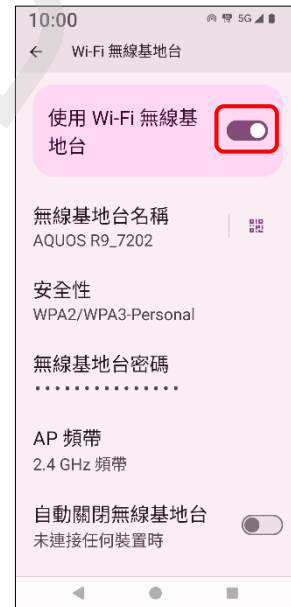 10:00 5G
Wi-Fi 無線基地台
使用 Wi-Fi 無線基
地台
無線基地台名稱
AQUOS R9_7202
安全性
WPA2/WPA3-Personal
無線基地台密碼
•••••••••••••••
AP 頻帶
2.4 GHz 頻帶
自動關閉無線基地台
未連接任何裝置時